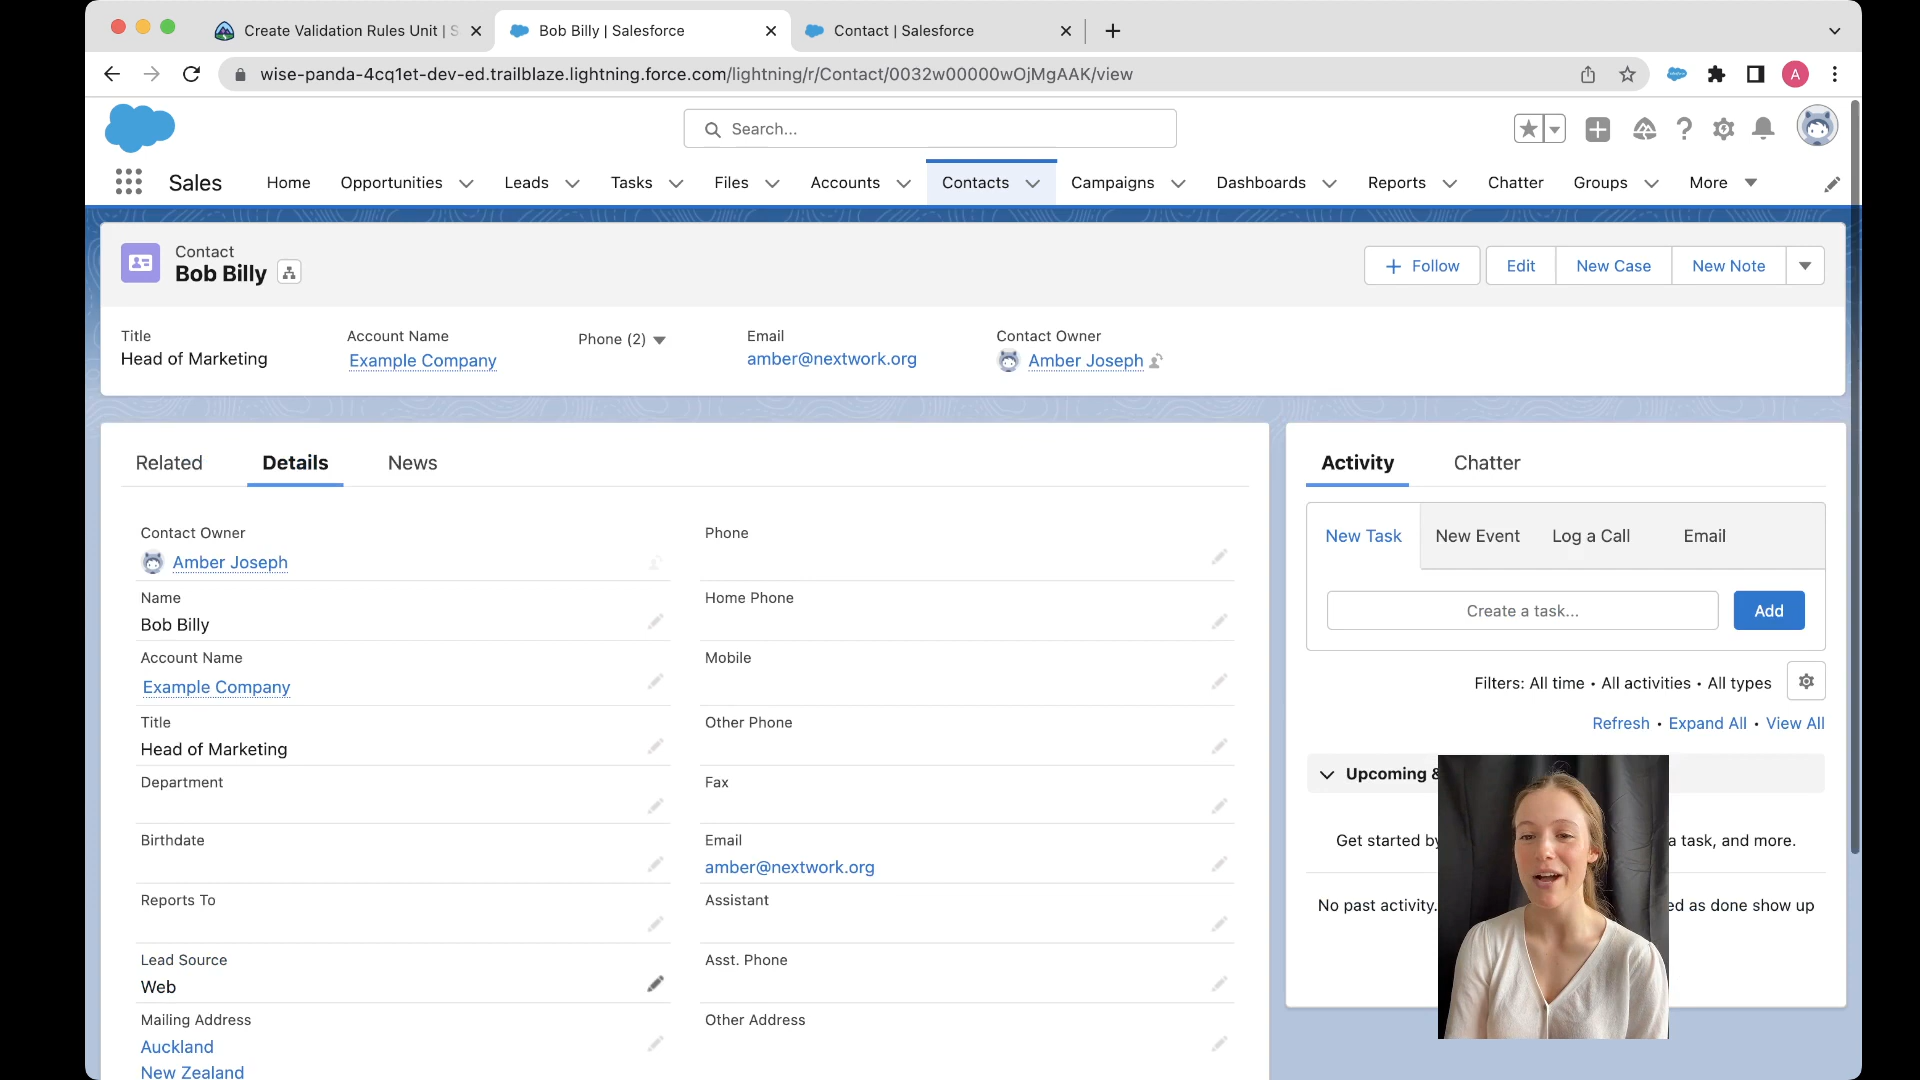 Create Validation Rules Unit | S
Bob Billy | Salesforce
Contact | Salesforce
wise-panda-4cq1et-dev-ed.trailblaze.lightning.force.com/lightning/r/Contact/0032w00000wOjMgAAK/view
A
Search...
Sales
Home
Opportunities
Leads
Tasks
Files
Accounts
Contacts
Campaigns
Dashboards
Reports
Chatter
Groups
More
Contact
Bob Billy
Follow
Edit
New Case
New Note
Title
Head of Marketing
Account Name
Example Company
Phone (2)
Email
amber@nextwork.org
Contact Owner
Amber Joseph
Related
Details
News
Contact Owner
Amber Joseph
Name
Bob Billy
Account Name
Example Company
Title
Head of Marketing
Department
Birthdate
Reports To
Lead Source
Web
Mailing Address
Auckland
New Zealand
Phone
Home Phone
Mobile
Other Phone
Fax
Email
amber@nextwork.org
Assistant
Asst. Phone
Other Address
Activity
Chatter
New Task
New Event
Log a Call
Email
Create a task...
Add
Filters: All time • All activities • All types
Refresh • Expand All • View All
Upcoming &
Get started by a task, and more.
No past activity. ed as done show up